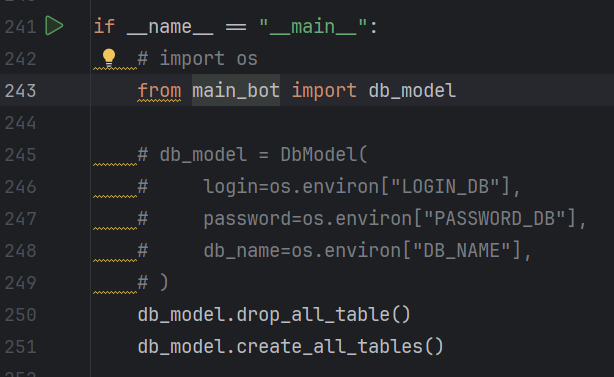 241 if __name__ == "__main__":
242 # import os
243 from main_bot import db_model
244
245 # db_model = DbModel(
246 #     login=os.environ["LOGIN_DB"],
247 #     password=os.environ["PASSWORD_DB"],
248 #     db_name=os.environ["DB_NAME"],
249 # )
250 db_model.drop_all_table()
251 db_model.create_all_tables()